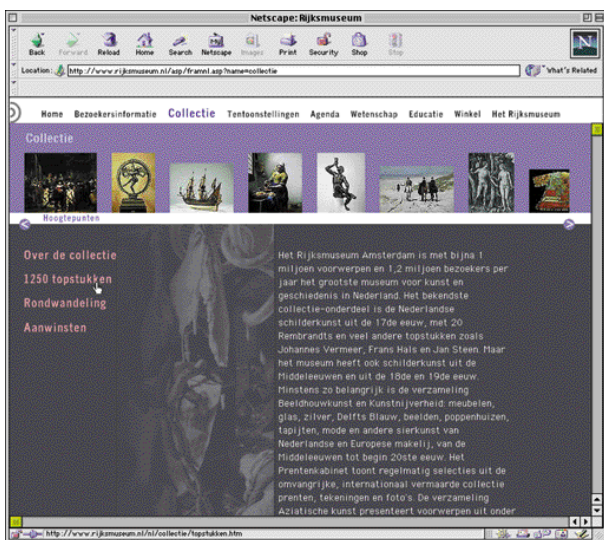 Netscape: Rijksmuseum
Back Forward Reload Home Search Netscape Images Print Security Shop Stop
N
Location: http://www.rijksmuseum.nl/asp/framnl.asp?name=collectie What's Related
Home Bezoekersinformatie Collectie Tentoonstellingen Agenda Wetenschap Educatie Winkel Het Rijksmuseum
Collectie
Hoogtepunten
Over de collectie
1250 topstukken
Rondwandeling
Aanwinsten
Het Rijksmuseum Amsterdam is met bijna 1
miljoen voorwerpen en 1,2 miljoen bezoekers per
jaar het grootste museum voor kunst en
geschiedenis in Nederland. Het bekendste
collectie-onderdeel is de Nederlandse
schilderkunst uit de 17de eeuw, met 20
Rembrandts en veel andere topstukken zoals
Johannes Vermeer, Frans Hals en Jan Steen. Maar
het museum heeft ook schilderkunst uit de
Middeleeuwen en uit de 18de en 19de eeuw.
Minstens zo belangrijk is de verzameling
Beeldhouwkunst en Kunstnijverheid: meubelen,
glas, zilver, Delfts Blauw, beelden, poppenhuizen,
tapijten, mode en andere sierkunst van
Nederlandse en Europese makelij, van de
Middeleeuwen tot begin 20ste eeuw. Het
Prentenkabinet toont regelmatig selecties uit de
omvangrijke, internationaal vermaarde collectie
prenten, tekeningen en foto's. De verzameling
Aziatische kunst presenteert voorwerpen uit onder
http://www.rijksmuseum.nl/nl/collectie/topstukken.htm